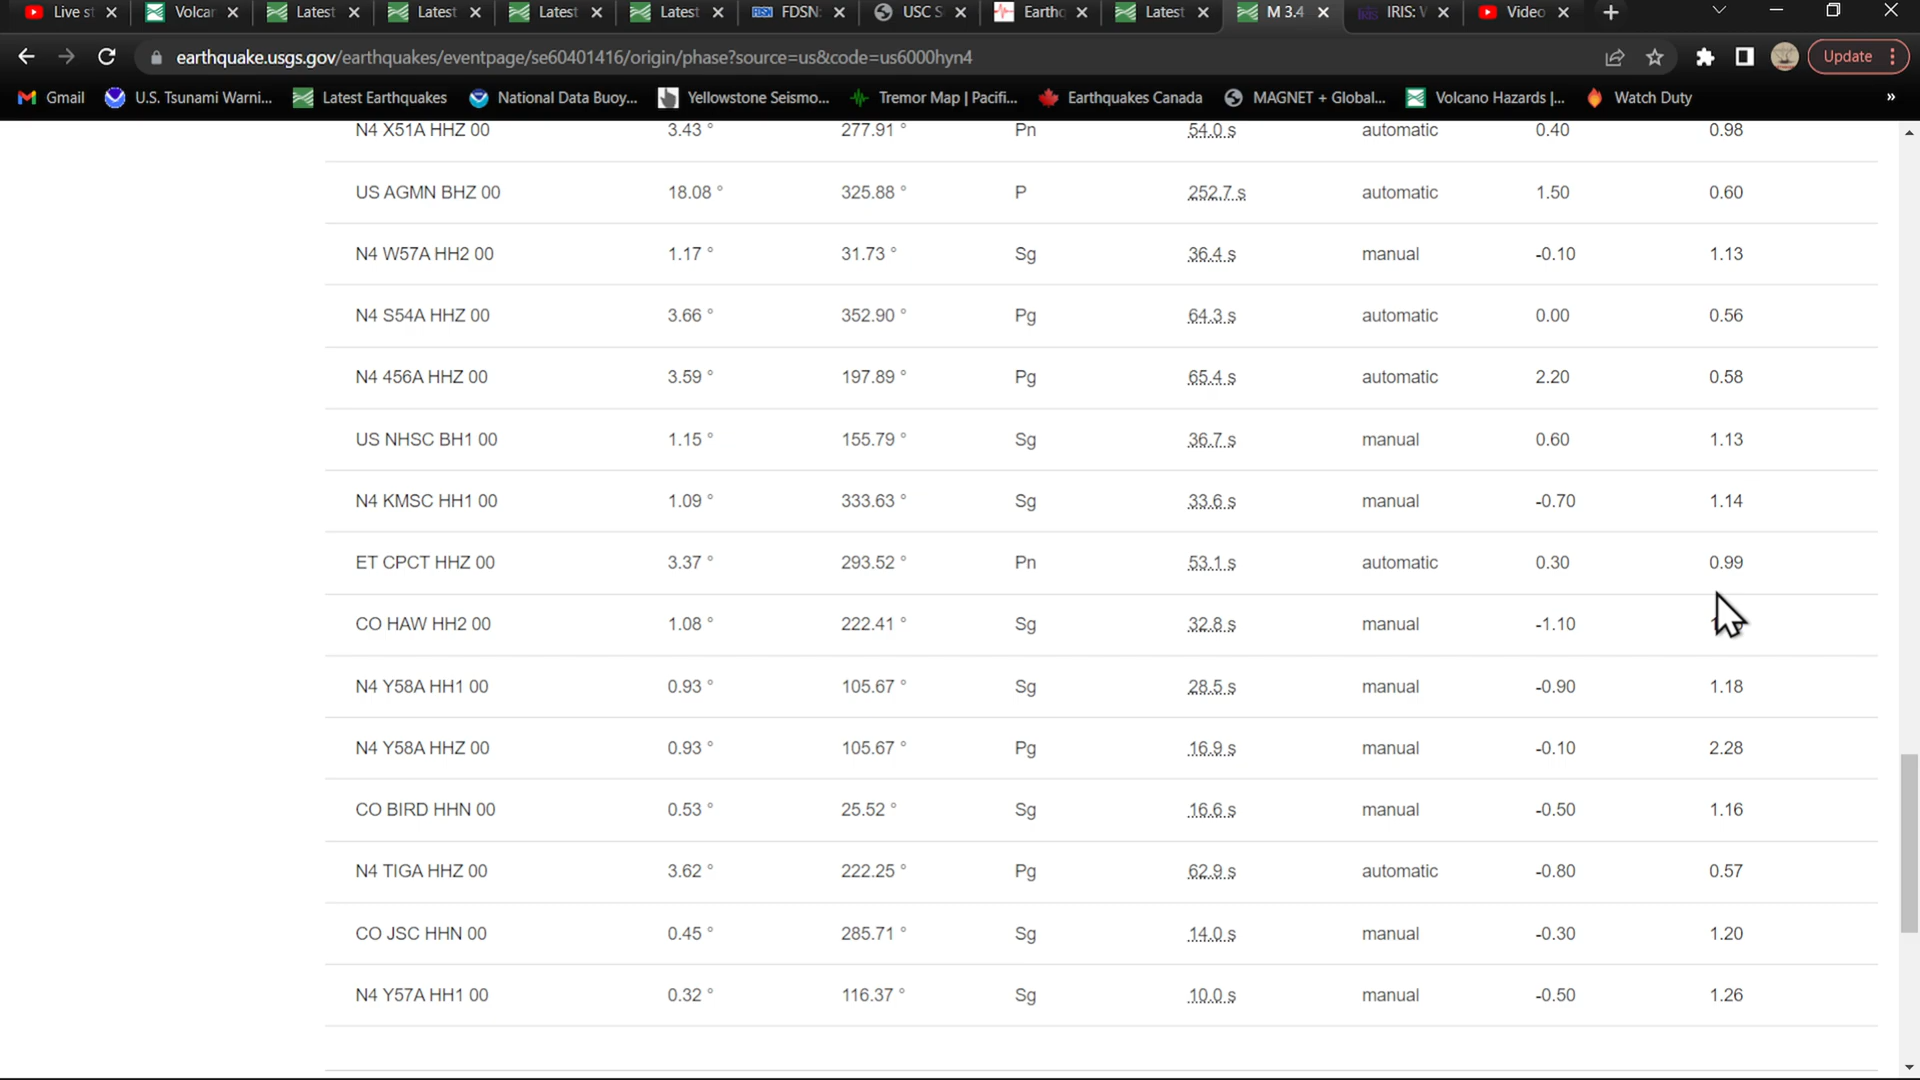 Live st
Volcar
Latest
Latest
Latest
Latest
FDSN:
USC S
Earthq
Latest
M 3.4
IRIS: W
Video
earthquake.usgs.gov/earthquakes/eventpage/se60401416/origin/phase?source=us&code=us6000hyn4
Update
Gmail
U.S. Tsunami Warni...
Latest Earthquakes
National Data Buoy...
Yellowstone Seismo...
Tremor Map | Pacifi...
Earthquakes Canada
MAGNET + Global...
Volcano Hazards |...
Watch Duty
»
N4 X51A HHZ 00 3.43 ° 277.91 ° Pn 54.0 s automatic 0.40 0.98
US AGMN BHZ 00 18.08 ° 325.88 ° P 252.7 s automatic 1.50 0.60
N4 W57A HH2 00 1.17 ° 31.73 ° Sg 36.4 s manual -0.10 1.13
N4 S54A HHZ 00 3.66 ° 352.90 ° Pg 64.3 s automatic 0.00 0.56
N4 456A HHZ 00 3.59 ° 197.89 ° Pg 65.4 s automatic 2.20 0.58
US NHSC BH1 00 1.15 ° 155.79 ° Sg 36.7 s manual 0.60 1.13
N4 KMSC HH1 00 1.09 ° 333.63 ° Sg 33.6 s manual -0.70 1.14
ET CPCT HHZ 00 3.37 ° 293.52 ° Pn 53.1 s automatic 0.30 0.99
CO HAW HH2 00 1.08 ° 222.41 ° Sg 32.8 s manual -1.10
N4 Y58A HH1 00 0.93 ° 105.67 ° Sg 28.5 s manual -0.90 1.18
N4 Y58A HHZ 00 0.93 ° 105.67 ° Pg 16.9 s manual -0.10 2.28
CO BIRD HHN 00 0.53 ° 25.52 ° Sg 16.6 s manual -0.50 1.16
N4 TIGA HHZ 00 3.62 ° 222.25 ° Pg 62.9 s automatic -0.80 0.57
CO JSC HHN 00 0.45 ° 285.71 ° Sg 14.0 s manual -0.30 1.20
N4 Y57A HH1 00 0.32 ° 116.37 ° Sg 10.0 s manual -0.50 1.26